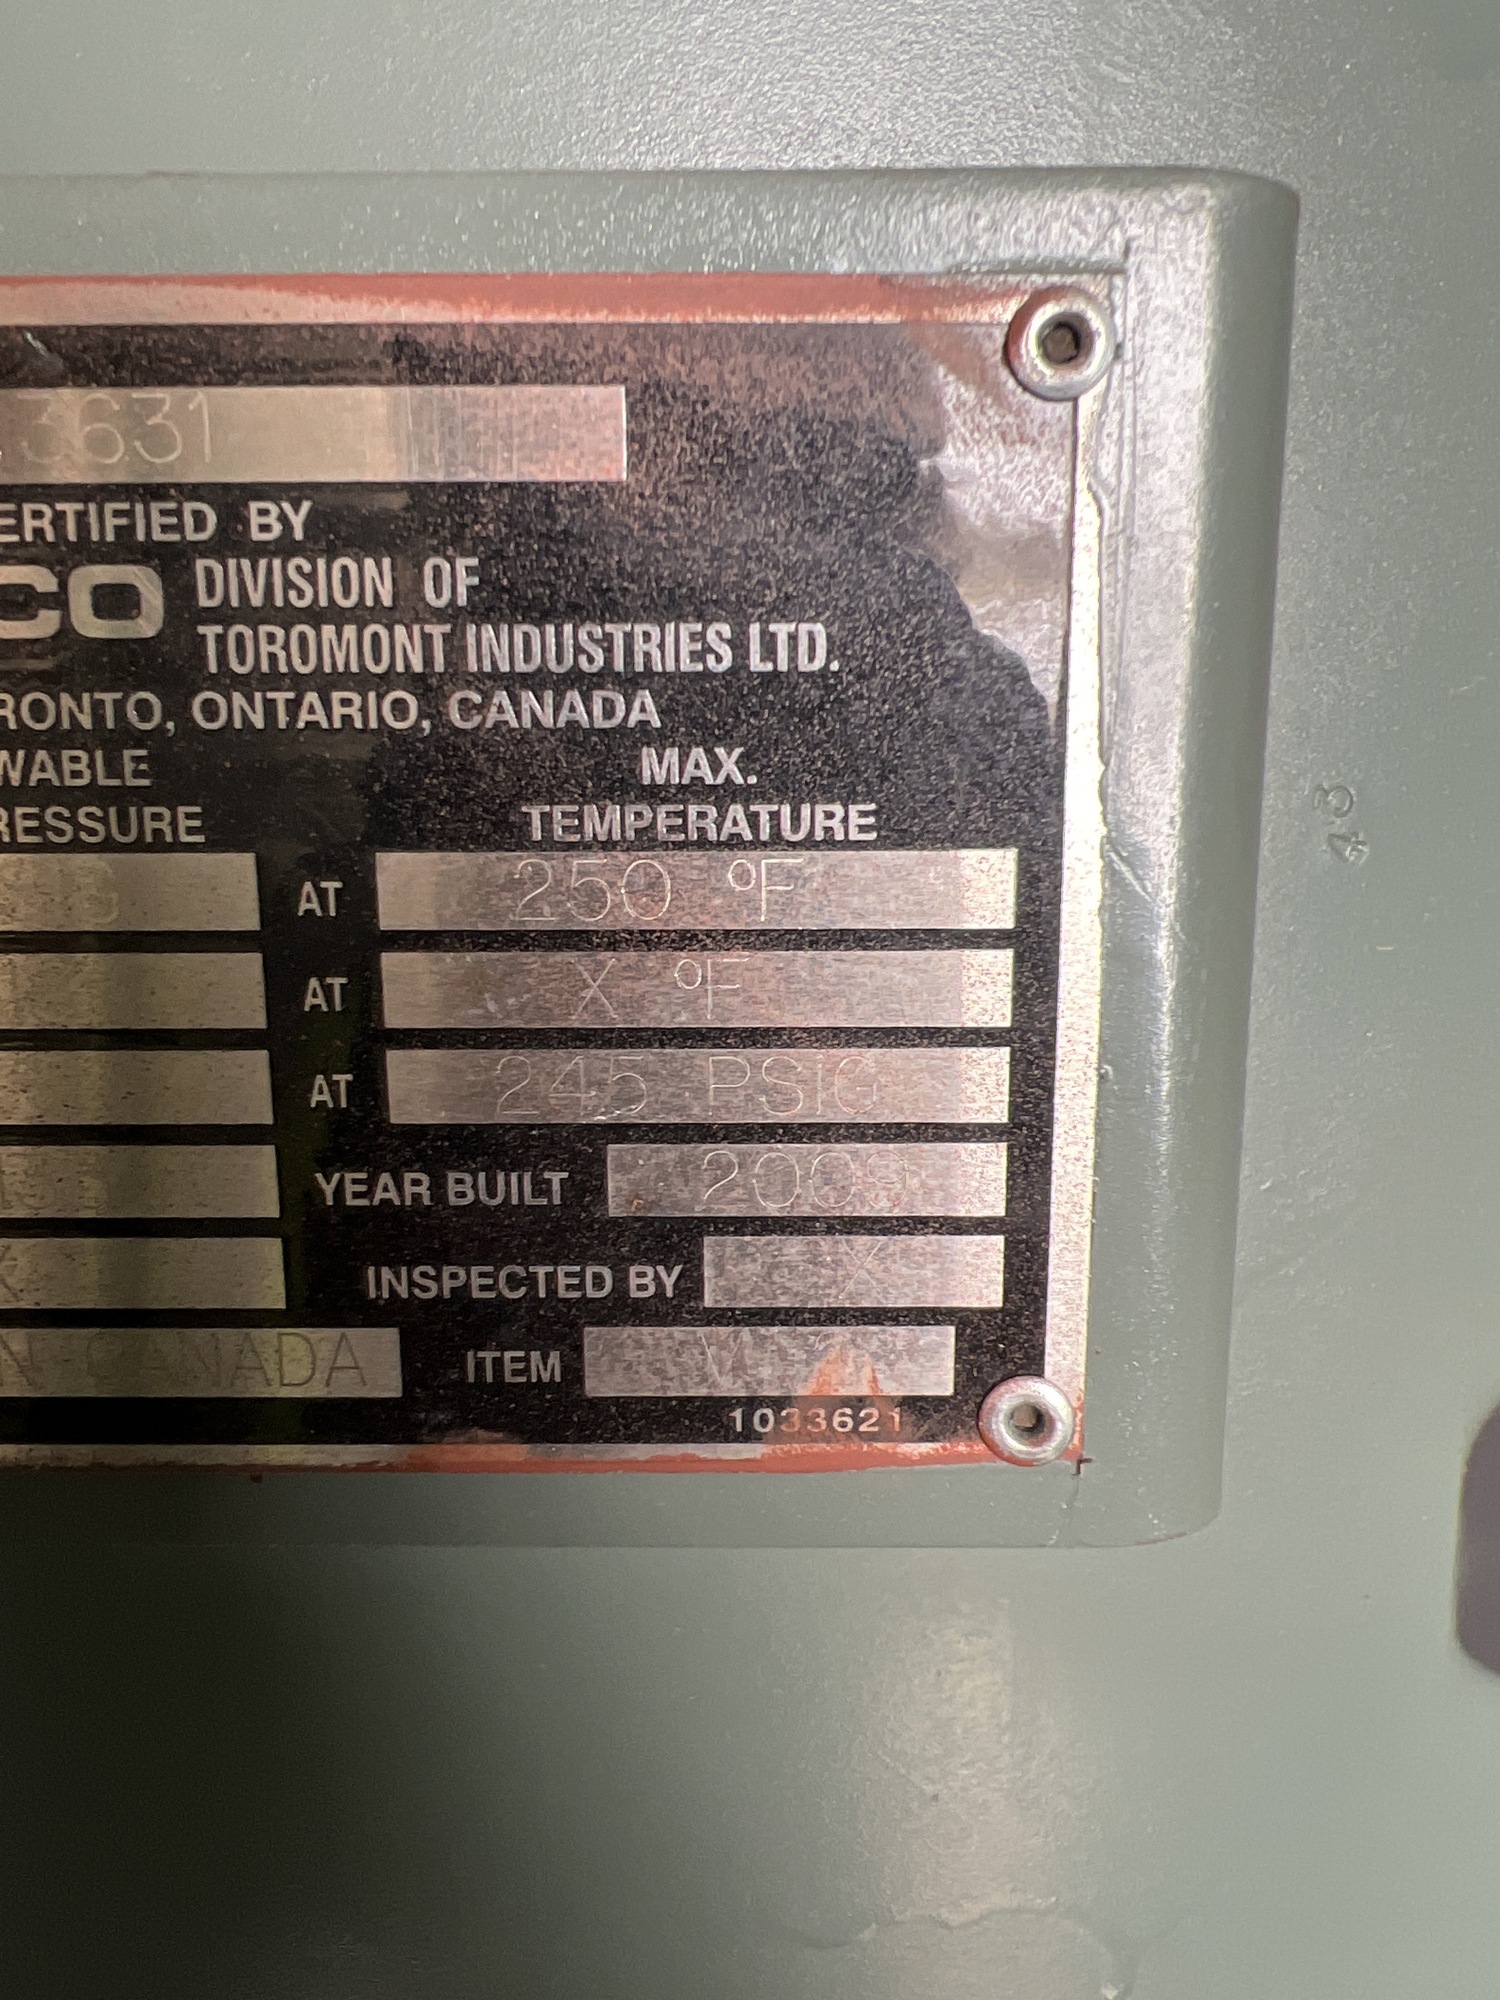 3631
ERTIFIED BY
CO DIVISION OF
TOROMONT INDUSTRIES LTD.
RONTO, ONTARIO, CANADA
WABLE MAX.
RESSURE TEMPERATURE
AT 250 °F
AT X °F
AT 245 PSIG
YEAR BUILT 2009
X INSPECTED BY X
N CANADA ITEM
1033621
43